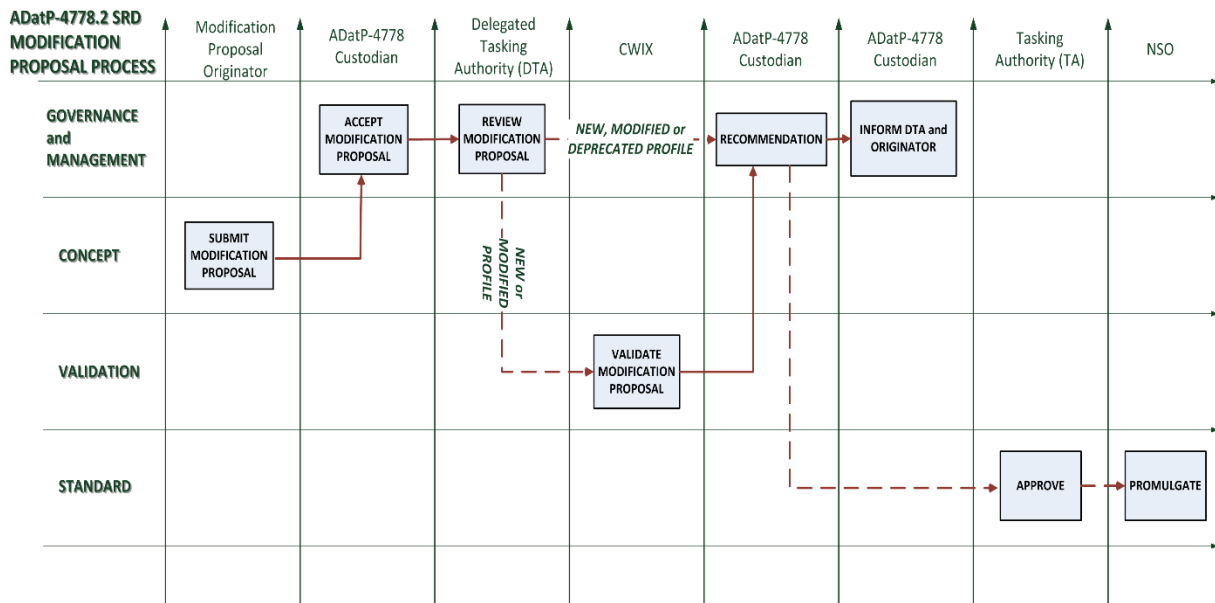 ADatP-4778.2 SRD
MODIFICATION
PROPOSAL PROCESS
Modification
Proposal
Originator
ADatP-4778
Custodian
Delegated
Tasking
Authority (DTA)
CWIX
ADatP-4778
Custodian
ADatP-4778
Custodian
Tasking
Authority (TA)
NSO
GOVERNANCE
and
MANAGEMENT
ACCEPT
MODIFICATION
PROPOSAL
REVIEW
MODIFICATION
PROPOSAL
NEW, MODIFIED or
DEPRECATED PROFILE
RECOMMENDATION
INFORM DTA and
ORIGINATOR
CONCEPT
SUBMIT
MODIFICATION
PROPOSAL
NEW or
MODIFIED
PROFILE
VALIDATION
VALIDATE
MODIFICATION
PROPOSAL
STANDARD
APPROVE
PROMULGATE